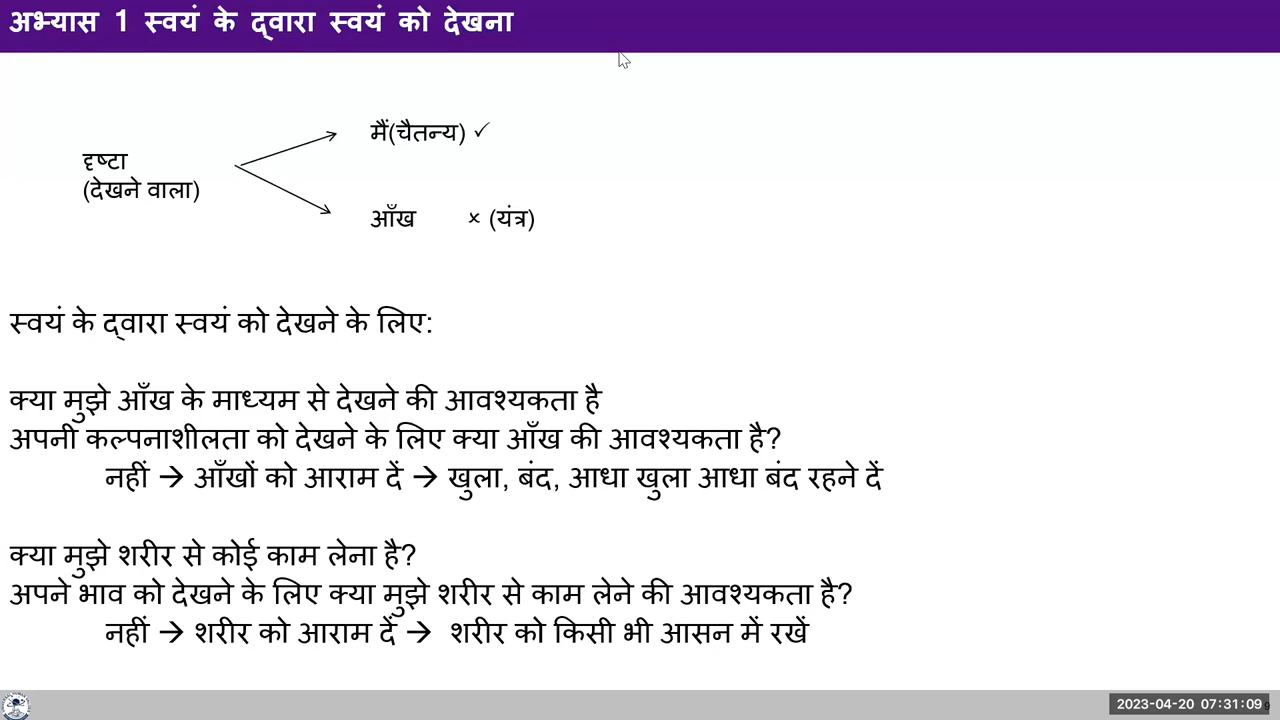 अभ्यास 1 स्वयं के द्वारा स्वयं को देखना
मैं(चैतन्य) ✓
दृष्टा
(देखने वाला)
आँख × (यंत्र)
स्वयं के द्वारा स्वयं को देखने के लिए:
क्या मुझे आँख के माध्यम से देखने की आवश्यकता है
अपनी कल्पनाशीलता को देखने के लिए क्या आँख की आवश्यकता है?
नहीं → आँखों को आराम दें → खुला, बंद, आधा खुला आधा बंद रहने दें
क्या मुझे शरीर से कोई काम लेना है?
अपने भाव को देखने के लिए क्या मुझे शरीर से काम लेने की आवश्यकता है?
नहीं → शरीर को आराम दें → शरीर को किसी भी आसन में रखें
2023-04-20 07:31:09